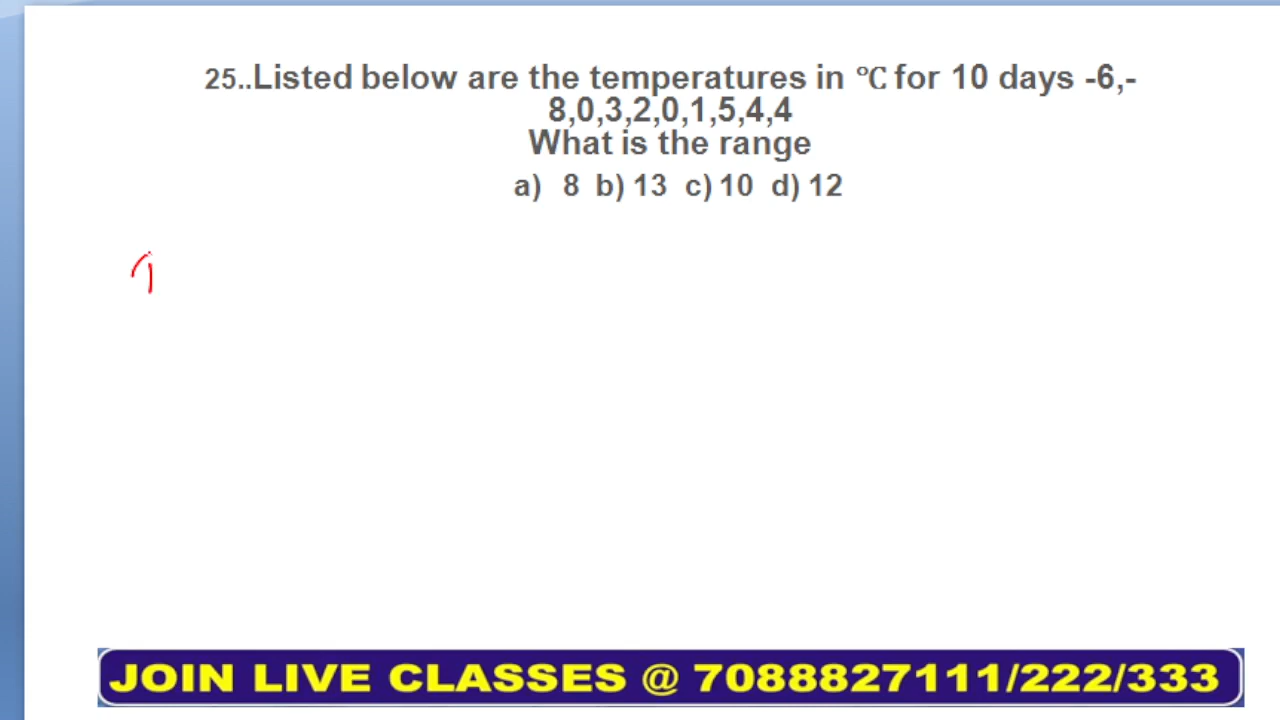 25..Listed below are the temperatures in ℃ for 10 days -6,-
8,0,3,2,0,1,5,4,4
What is the range
a) 8 b) 13 c) 10 d) 12
JOIN LIVE CLASSES @ 7088827111/222/333